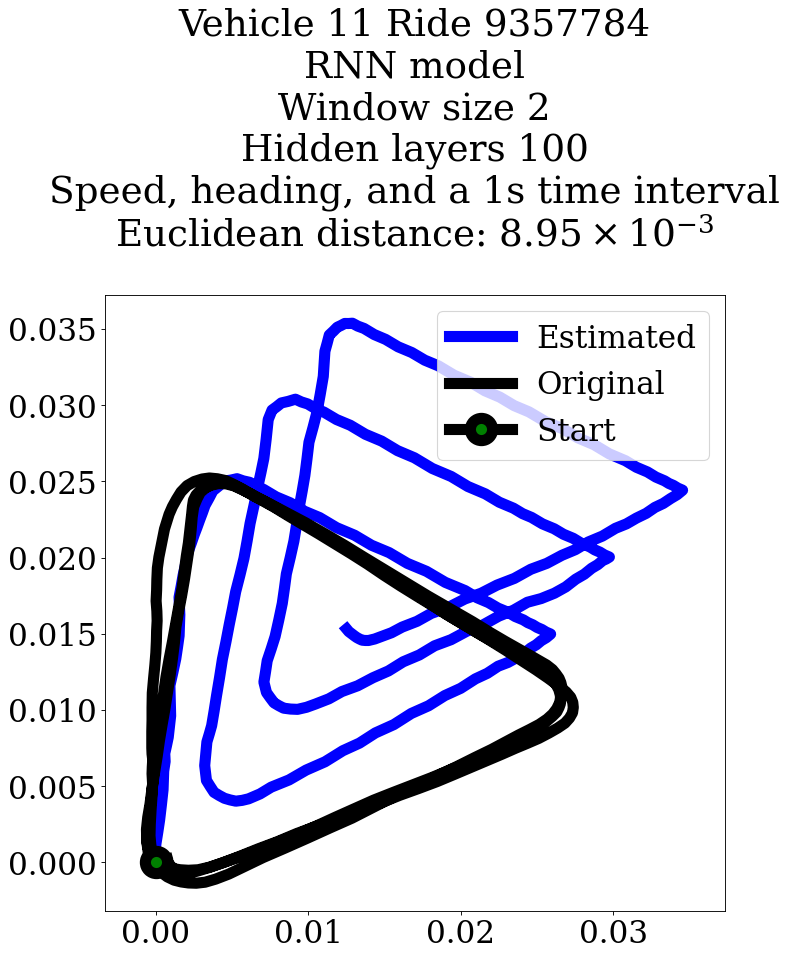 Vehicle 11 Ride 9357784
RNN model
Window size 2
Hidden layers 100
Speed, heading, and a 1s time interval
Euclidean distance: 8.95 × 10⁻³
Estimated
Original
Start
0.035
0.030
0.025
0.020
0.015
0.010
0.005
0.000
0.00 0.01 0.02 0.03